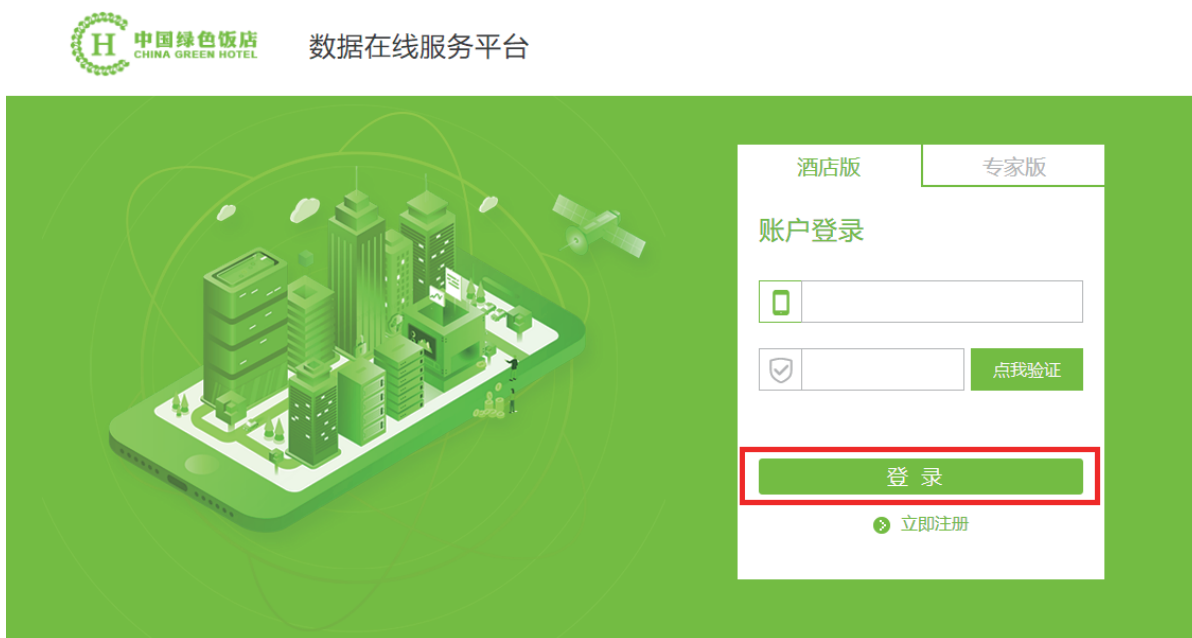 H
中国绿色饭店
CHINA GREEN HOTEL
数据在线服务平台
酒店版
专家版
账户登录
点我验证
登 录
立即注册